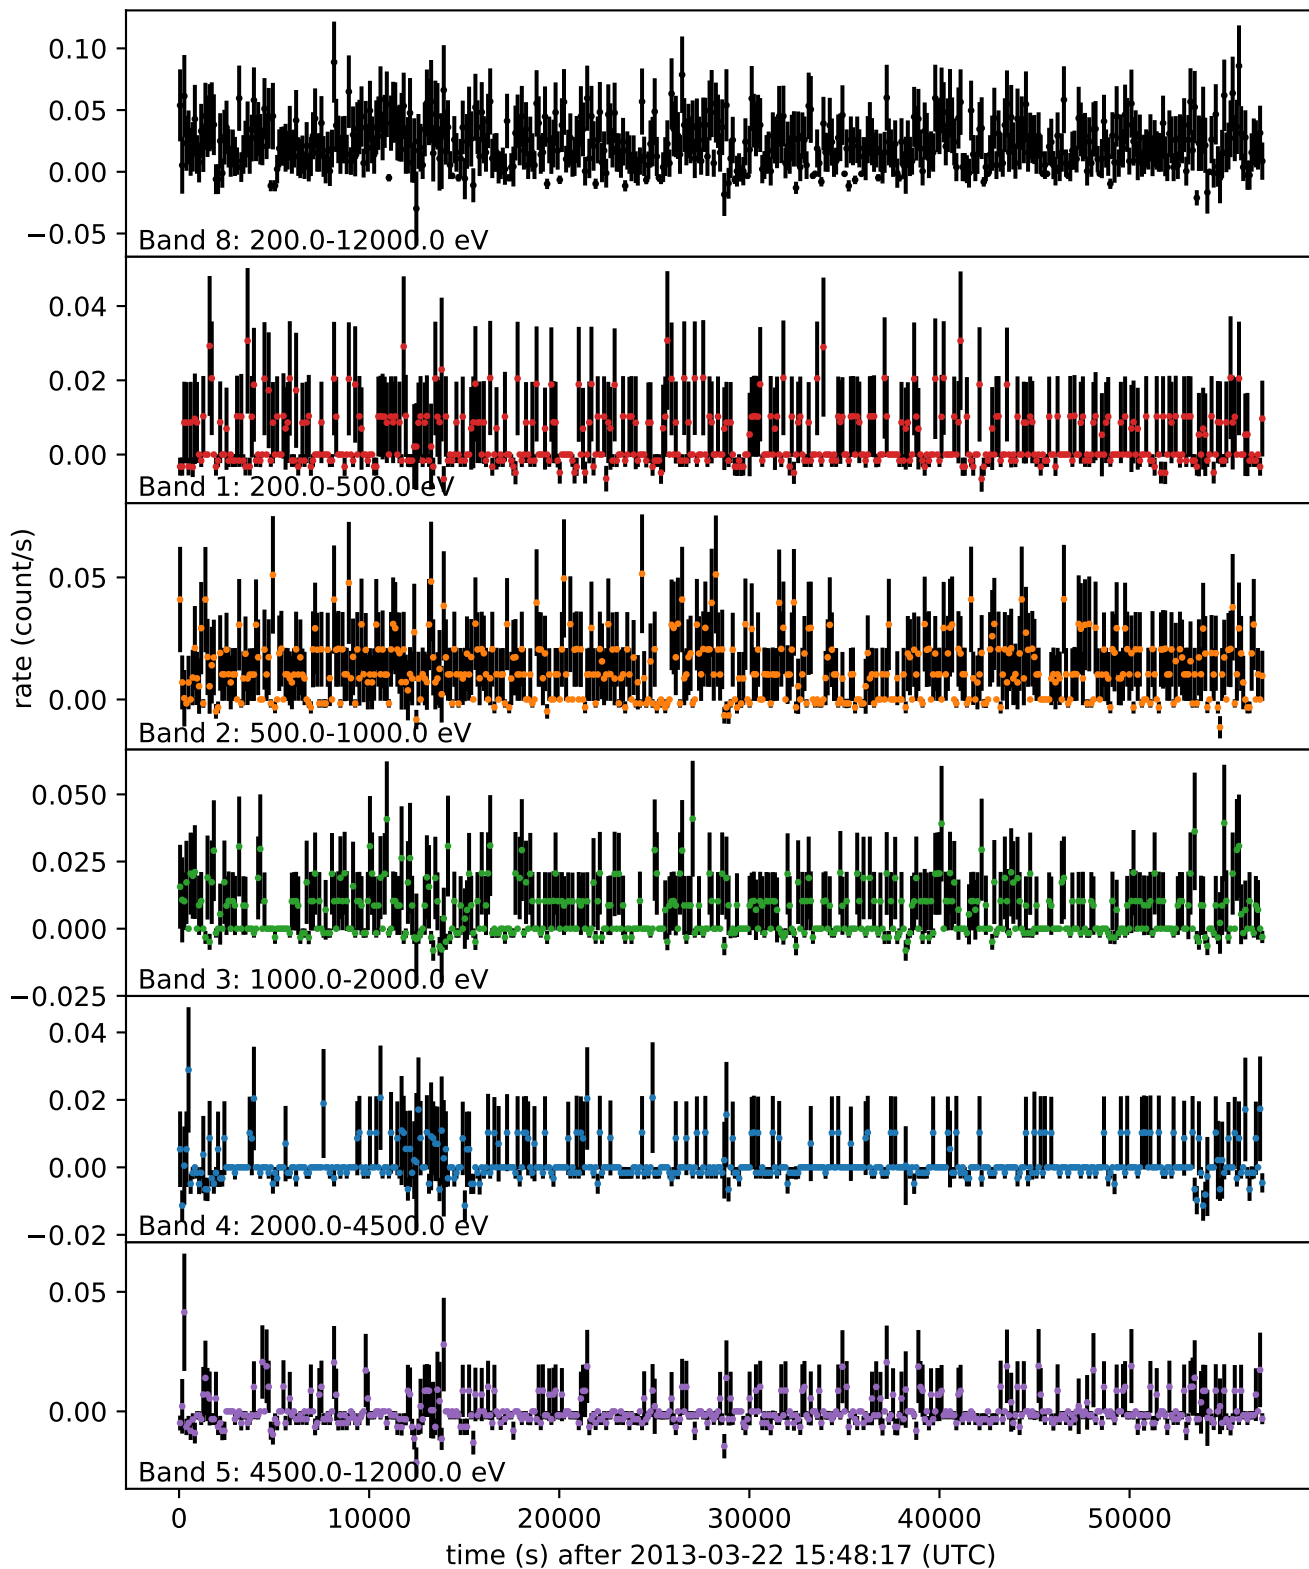 0.10
0.05
0.00
−0.05
Band 8: 200.0-12000.0 eV
0.04
0.02
0.00
Band 1: 200.0-500.0 eV
rate (count/s)
0.05
0.00
Band 2: 500.0-1000.0 eV
0.050
0.025
0.000
−0.025
Band 3: 1000.0-2000.0 eV
0.04
0.02
0.00
−0.02
Band 4: 2000.0-4500.0 eV
0.05
0.00
Band 5: 4500.0-12000.0 eV
0 10000 20000 30000 40000 50000
time (s) after 2013-03-22 15:48:17 (UTC)